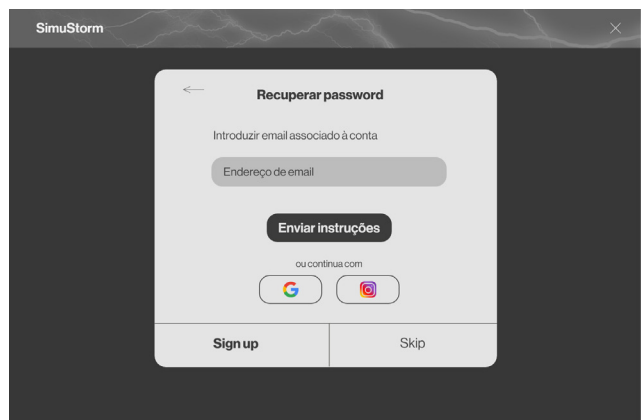 SimuStorm
Recuperar password
Introduzir email associado à conta
Endereço de email
Enviar instruções
ou continua com
Sign up
Skip